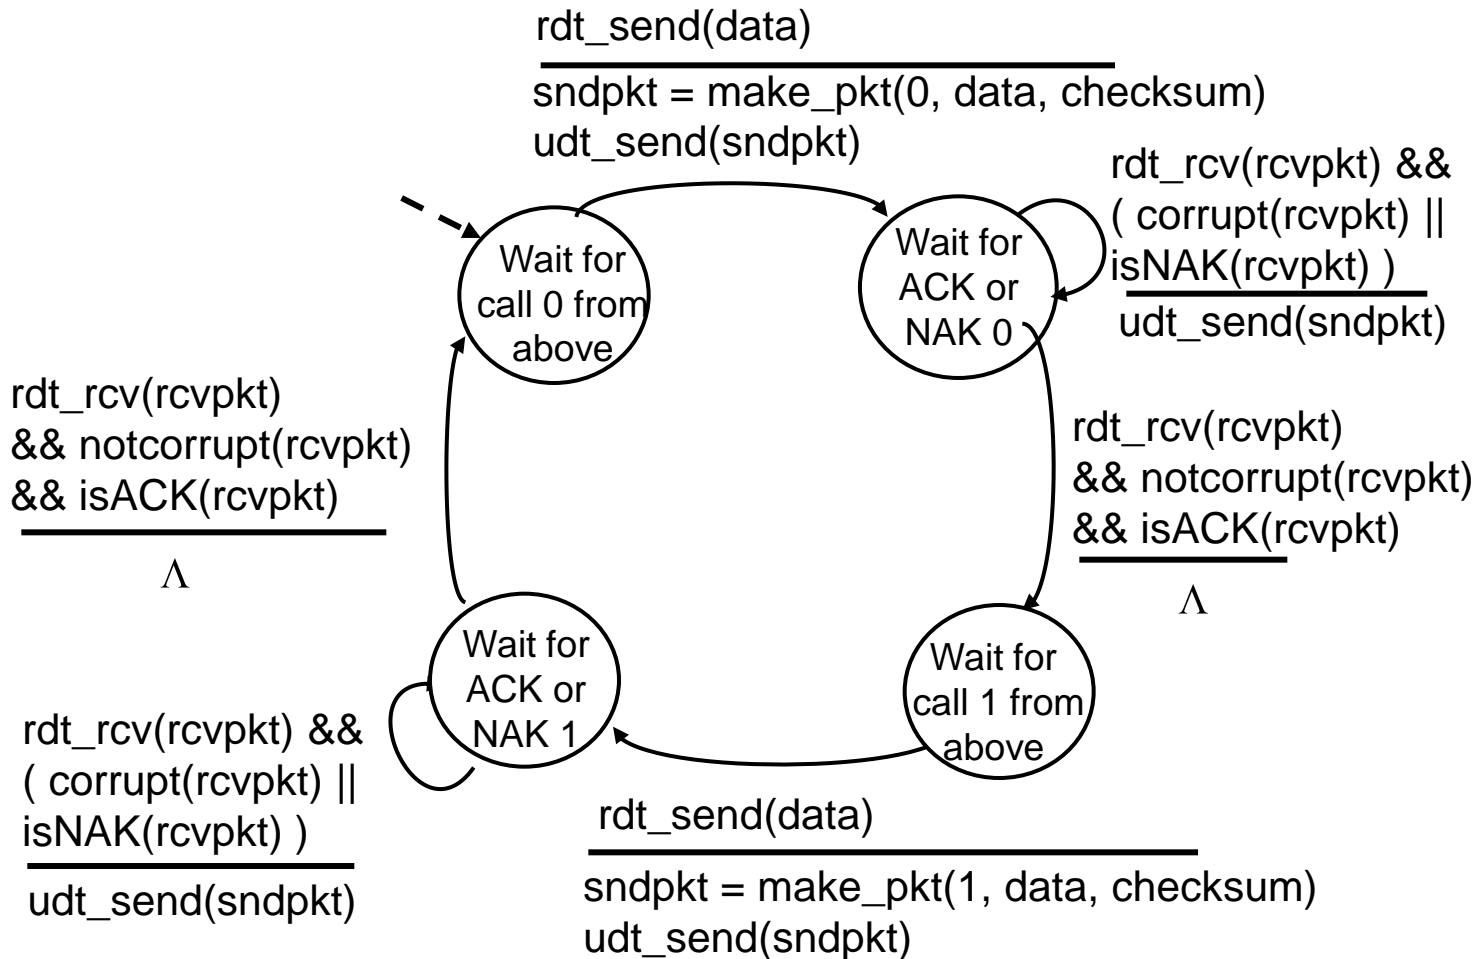 rdt_send(data)
sndpkt = make_pkt(0, data, checksum)
udt_send(sndpkt)
rdt_rcv(rcvpkt) &&
( corrupt(rcvpkt) ||
isNAK(rcvpkt) )
udt_send(sndpkt)
Wait for
call 0 from
above
Wait for
ACK or
NAK 0
rdt_rcv(rcvpkt)
&& notcorrupt(rcvpkt)
&& isACK(rcvpkt)
Λ
rdt_rcv(rcvpkt)
&& notcorrupt(rcvpkt)
&& isACK(rcvpkt)
Λ
Wait for
ACK or
NAK 1
Wait for
call 1 from
above
rdt_rcv(rcvpkt) &&
( corrupt(rcvpkt) ||
isNAK(rcvpkt) )
udt_send(sndpkt)
rdt_send(data)
sndpkt = make_pkt(1, data, checksum)
udt_send(sndpkt)